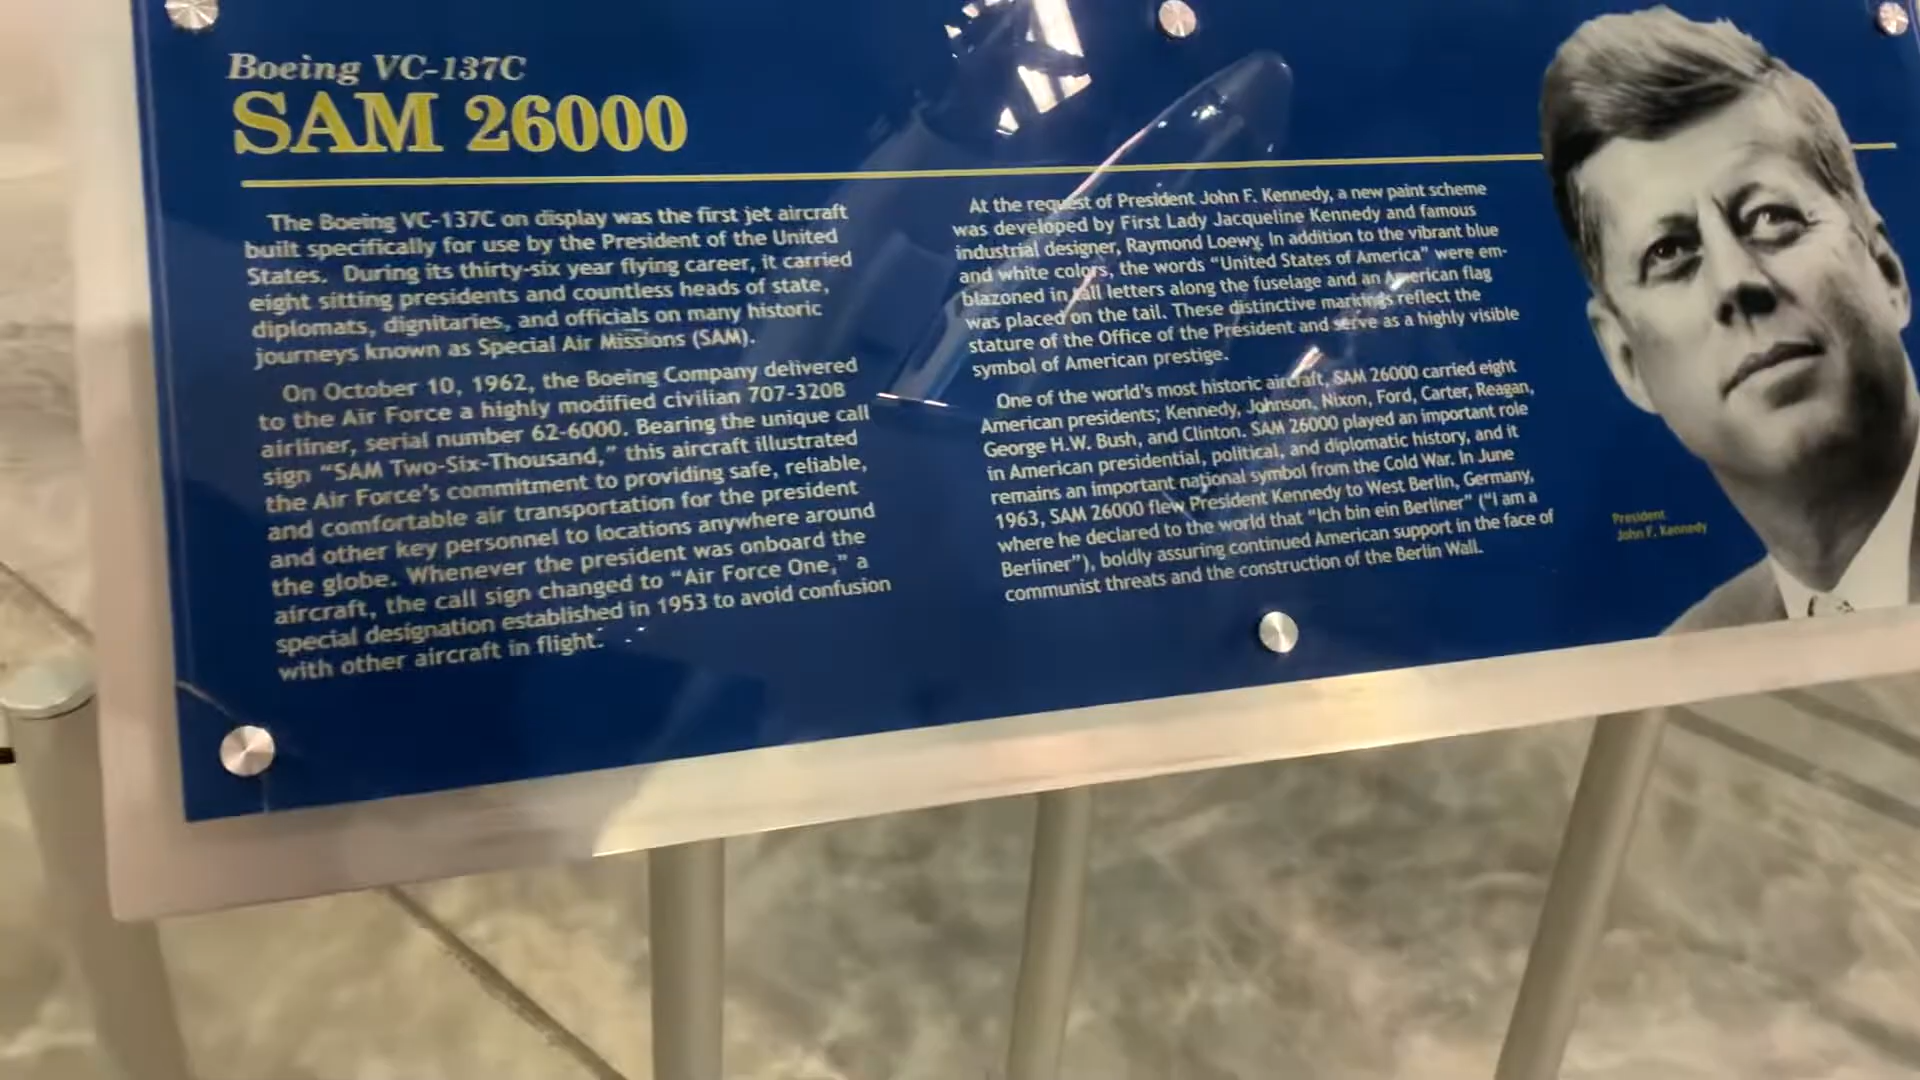 Boeing VC-137C
SAM 26000
The Boeing VC-137C on display was the first jet aircraft
built specifically for use by the President of the United
States. During its thirty-six year flying career, it carried
eight sitting presidents and countless heads of state,
diplomats, dignitaries, and officials on many historic
journeys known as Special Air Missions (SAM).
On October 10, 1962, the Boeing Company delivered
to the Air Force a highly modified civilian 707-320B
airliner, serial number 62-6000. Bearing the unique call
sign “SAM Two-Six-Thousand,” this aircraft illustrated
the Air Force’s commitment to providing safe, reliable,
and comfortable air transportation for the president
and other key personnel to locations anywhere around
the globe. Whenever the president was onboard the
aircraft, the call sign changed to “Air Force One,” a
special designation established in 1953 to avoid confusion
with other aircraft in flight.
At the request of President John F. Kennedy, a new paint scheme
was developed by First Lady Jacqueline Kennedy and famous
industrial designer, Raymond Loewy. In addition to the vibrant blue
and white colors, the words “United States of America” were em-
blazoned in tall letters along the fuselage and an American flag
was placed on the tail. These distinctive markings reflect the
stature of the Office of the President and serve as a highly visible
symbol of American prestige.
One of the world’s most historic aircraft, SAM 26000 carried eight
American presidents; Kennedy, Johnson, Nixon, Ford, Carter, Reagan,
George H.W. Bush, and Clinton. SAM 26000 played an important role
in American presidential, political, and diplomatic history, and it
remains an important national symbol from the Cold War. In June
1963, SAM 26000 flew President Kennedy to West Berlin, Germany,
where he declared to the world that “Ich bin ein Berliner” (“I am a
Berliner”), boldly assuring continued American support in the face of
communist threats and the construction of the Berlin Wall.
President
John F. Kennedy